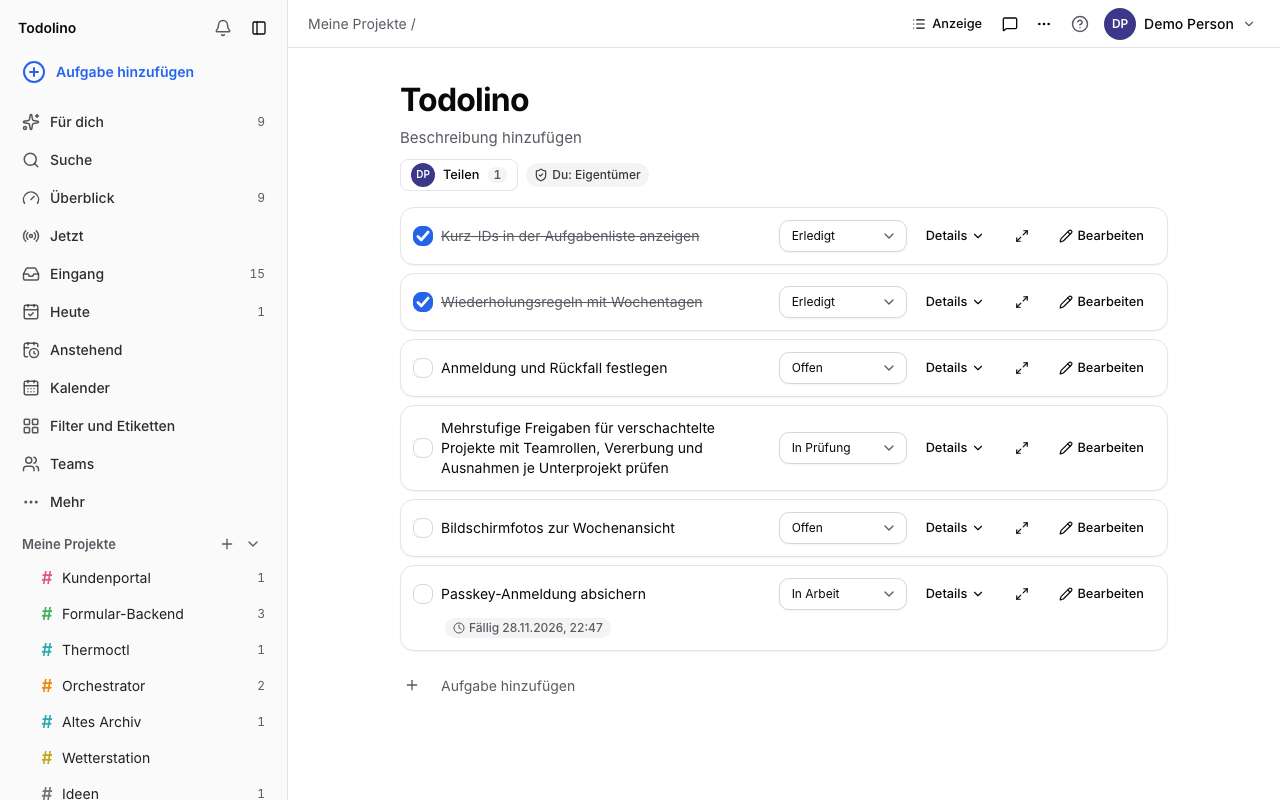 Todolino
Aufgabe hinzufügen
Für dich 9
Suche
Überblick 9
Jetzt
Eingang 15
Heute 1
Anstehend
Kalender
Filter und Etiketten
Teams
Mehr
Meine Projekte
# Kundenportal 1
# Formular-Backend 3
# Thermoctl 1
# Orchestrator 2
# Altes Archiv 1
# Wetterstation
# Ideen 1
Meine Projekte /
Anzeige
DP Demo Person
Todolino
Beschreibung hinzufügen
DP Teilen 1 Du: Eigentümer
Kurz-IDs in der Aufgabenliste anzeigen Erledigt Details Bearbeiten
Wiederholungsregeln mit Wochentagen Erledigt Details Bearbeiten
Anmeldung und Rückfall festlegen Offen Details Bearbeiten
Mehrstufige Freigaben für verschachtelte
Projekte mit Teamrollen, Vererbung und
Ausnahmen je Unterprojekt prüfen
In Prüfung Details Bearbeiten
Bildschirmfotos zur Wochenansicht Offen Details Bearbeiten
Passkey-Anmeldung absichern In Arbeit Details Bearbeiten
Fällig 28.11.2026, 22:47
Aufgabe hinzufügen